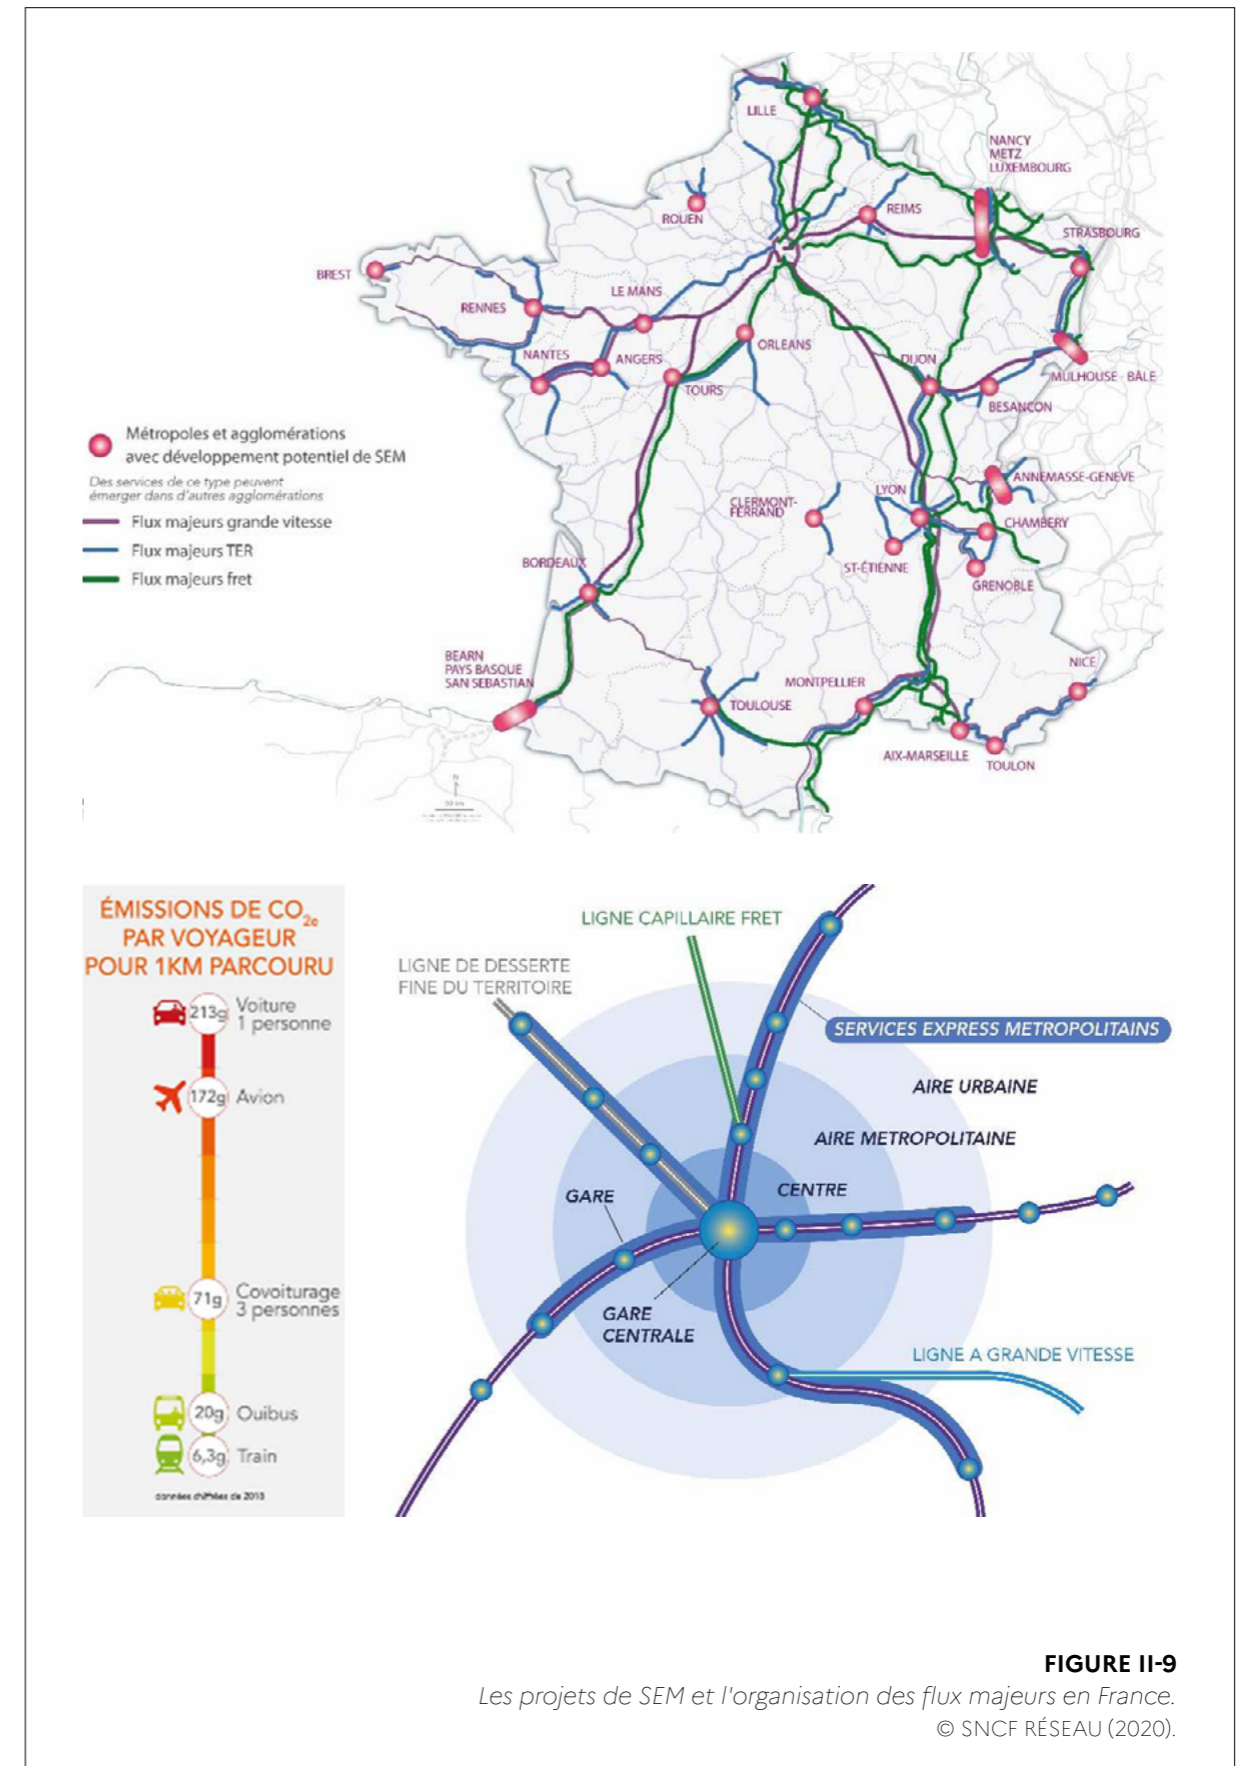 LILLE
NANCY
METZ
LUXEMBOURG
ROUEN
REIMS
STRASBOURG
BREST
LE MANS
RENNES
NANTES
ANGERS
ORLEANS
DIJON
TOURS
MULHOUSE - BÂLE
BESANCON
Métropoles et agglomérations
avec développement potentiel de SEM
Des services de ce type peuvent
émerger dans d'autres agglomérations
Flux majeurs grande vitesse
Flux majeurs TER
Flux majeurs fret
ANNEMASSE-GENEVE
CLERMONT-
FERRAND
LYON
CHAMBERY
BORDEAUX
ST-ÉTIENNE
GRENOBLE
BEARN
PAYS BASQUE
SAN SEBASTIAN
NICE
MONTPELLIER
TOULOUSE
AIX-MARSEILLE
TOULON
N
ÉMISSIONS DE CO2e
PAR VOYAGEUR
POUR 1KM PARCOURU
213g Voiture
1 personne
172g Avion
71g Covoiturage
3 personnes
20g Ouibus
6,3g Train
données chiffrées de 2013
LIGNE CAPILLAIRE FRET
LIGNE DE DESSERTE
FINE DU TERRITOIRE
SERVICES EXPRESS METROPOLITAINS
AIRE URBAINE
AIRE METROPOLITAINE
GARE
CENTRE
GARE
CENTRALE
LIGNE A GRANDE VITESSE
FIGURE II-9
Les projets de SEM et l'organisation des flux majeurs en France.
© SNCF RÉSEAU (2020).